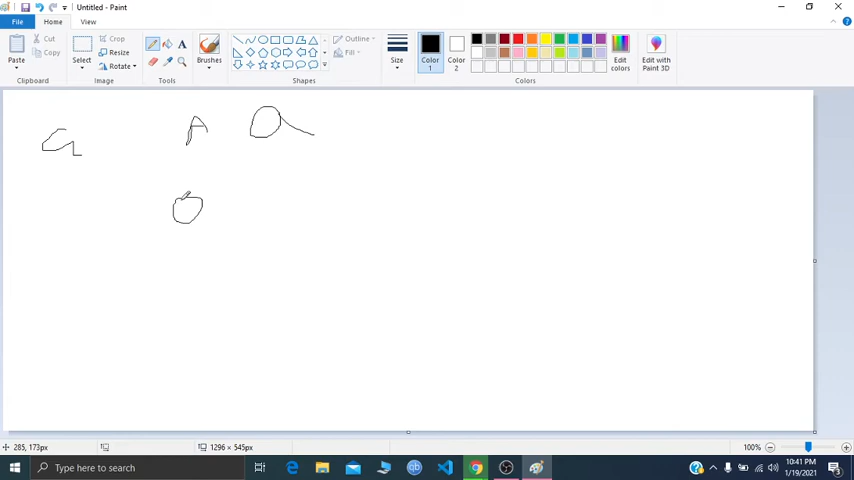 Untitled - Paint
File Home View
Paste Cut Copy Clipboard
Select Crop Resize Rotate Image
A Tools
Brushes
Outline Fill Shapes
Size
Color 1
Color 2
Edit colors Colors
Edit with Paint 3D
a A a
285, 173px 1296 × 545px 100%
Type here to search
qb
10:41 PM
1/19/2021
3